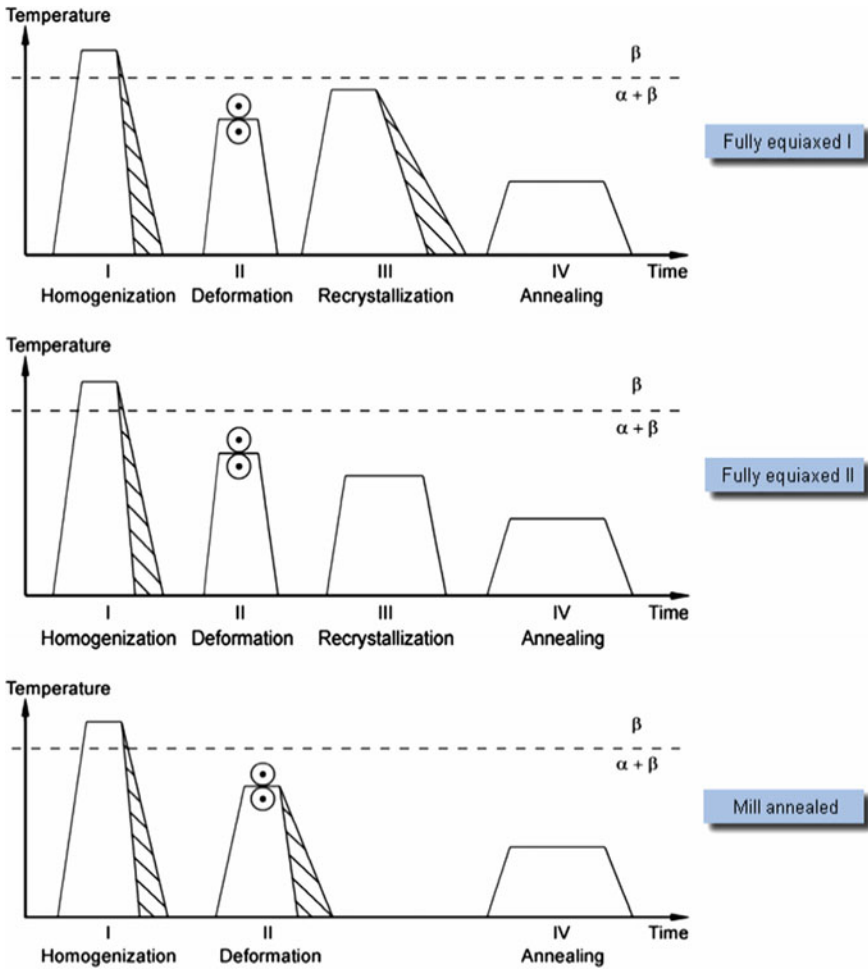 Temperature
β
α + β
Fully equiaxed I
I II III IV Time
Homogenization Deformation Recrystallization Annealing
Temperature
β
α + β
Fully equiaxed II
I II III IV Time
Homogenization Deformation Recrystallization Annealing
Temperature
β
α + β
Mill annealed
I II IV Time
Homogenization Deformation Annealing